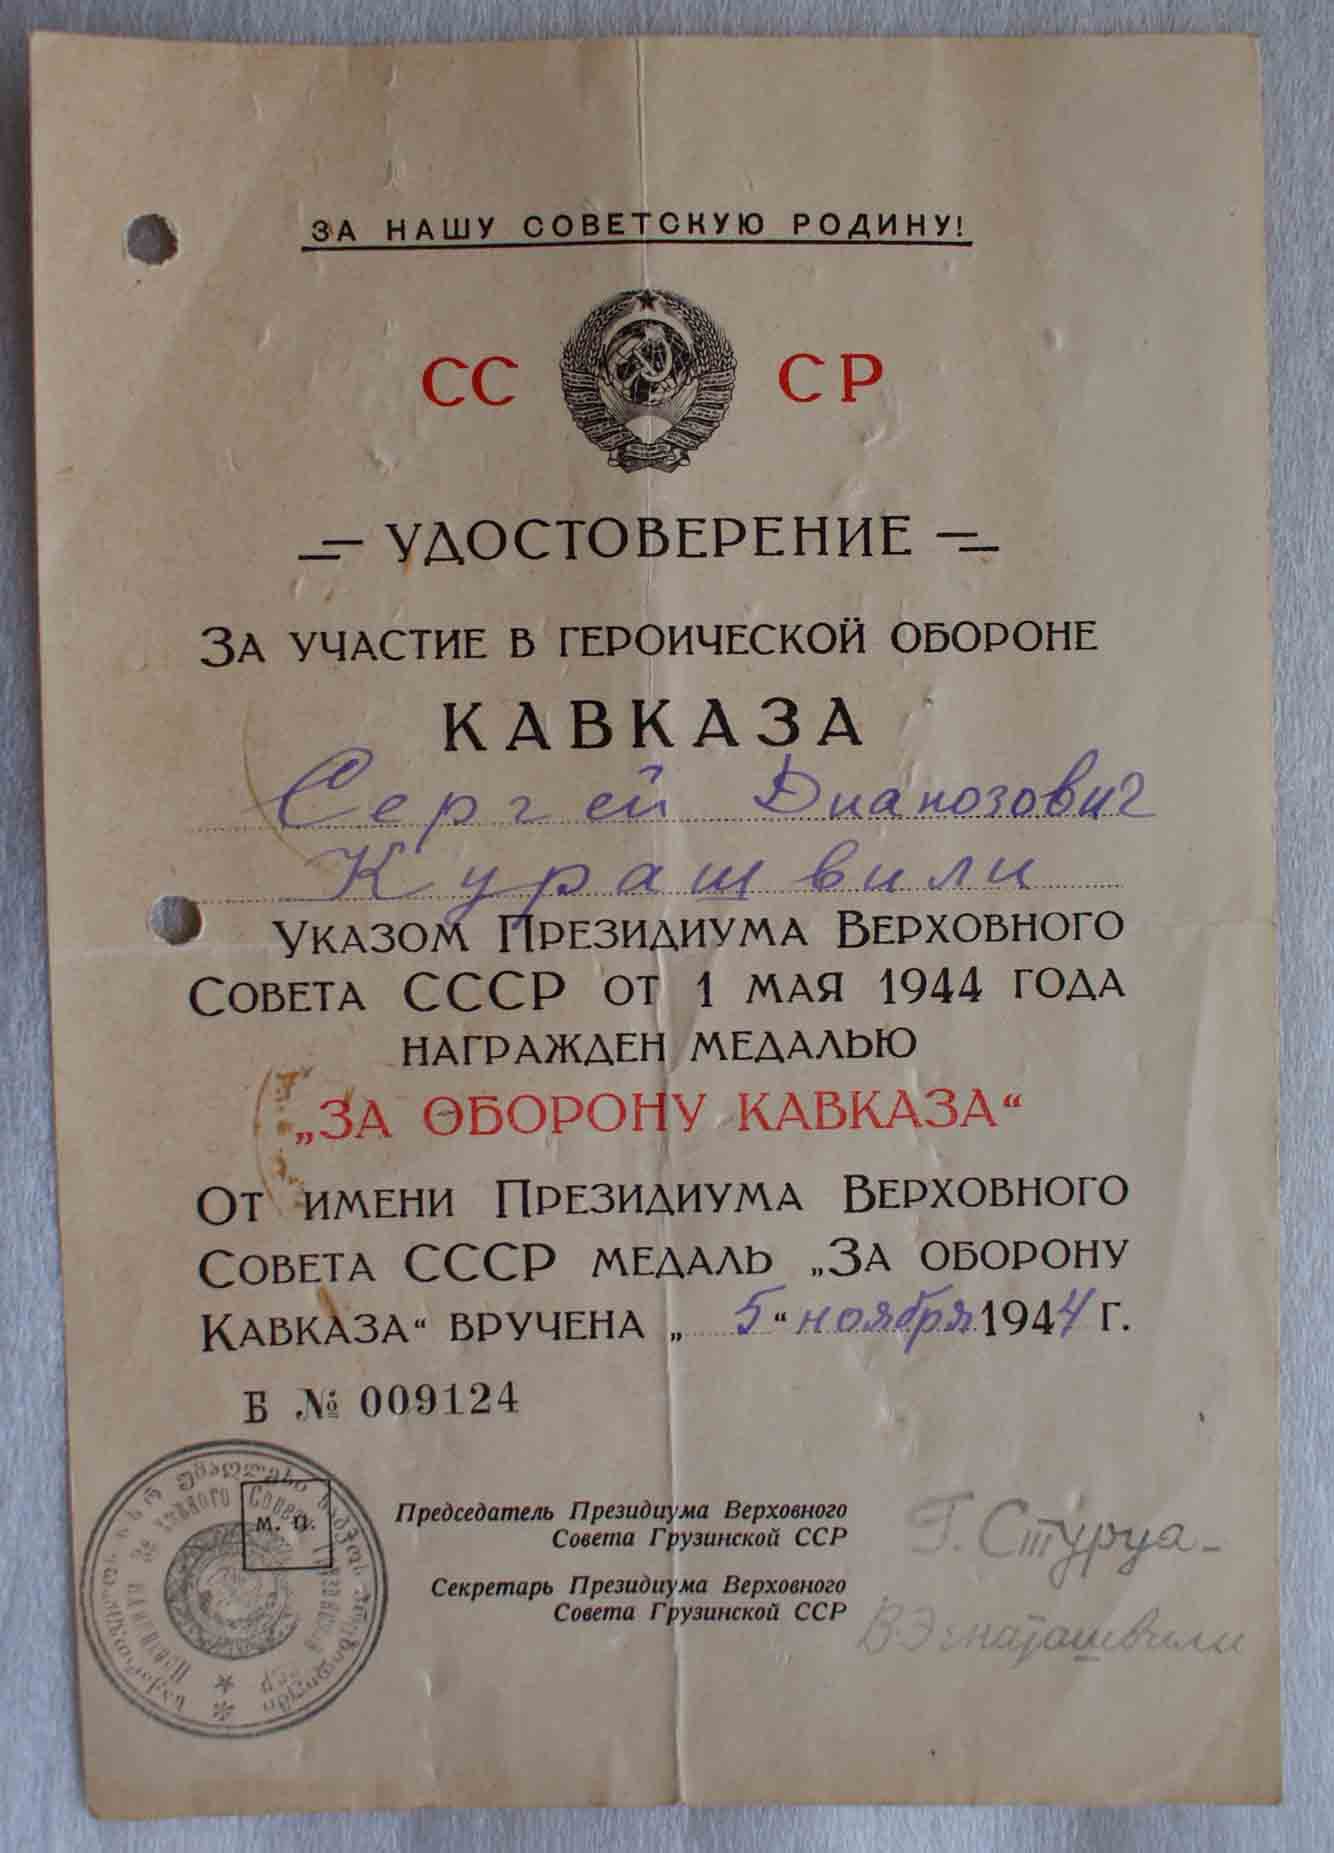 ЗА НАШУ СОВЕТСКУЮ РОДИНУ!
СС СР
УДОСТОВЕРЕНИЕ
ЗА УЧАСТИЕ В ГЕРОИЧЕСКОЙ ОБОРОНЕ
КАВКАЗА
Сергей Дианозович
Курашвили
УКАЗОМ ПРЕЗИДИУМА ВЕРХОВНОГО
СОВЕТА СССР ОТ 1 МАЯ 1944 ГОДА
НАГРАЖДЕН МЕДАЛЬЮ
„ЗА ОБОРОНУ КАВКАЗА“
ОТ ИМЕНИ ПРЕЗИДИУМА ВЕРХОВНОГО
СОВЕТА СССР МЕДАЛЬ „ЗА ОБОРОНУ
КАВКАЗА“ ВРУЧЕНА „5“ ноября 1944 Г.
Б № 009124
М. П.
Председатель Президиума Верховного
Совета Грузинской ССР
Г. Стуруа
Секретарь Президиума Верховного
Совета Грузинской ССР
В Эгнаташвили